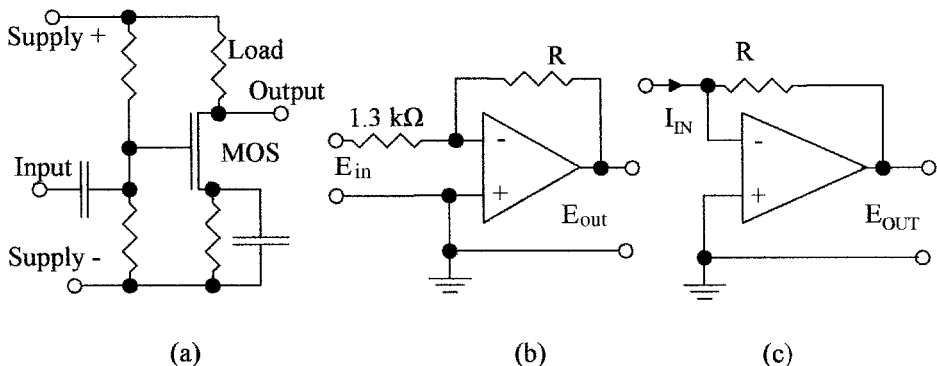 Supply +
Load
Output
MOS
Input
Supply -
(a)
R
1.3 kΩ
-
+
E_in
E_out
(b)
R
I_IN
-
+
E_OUT
(c)